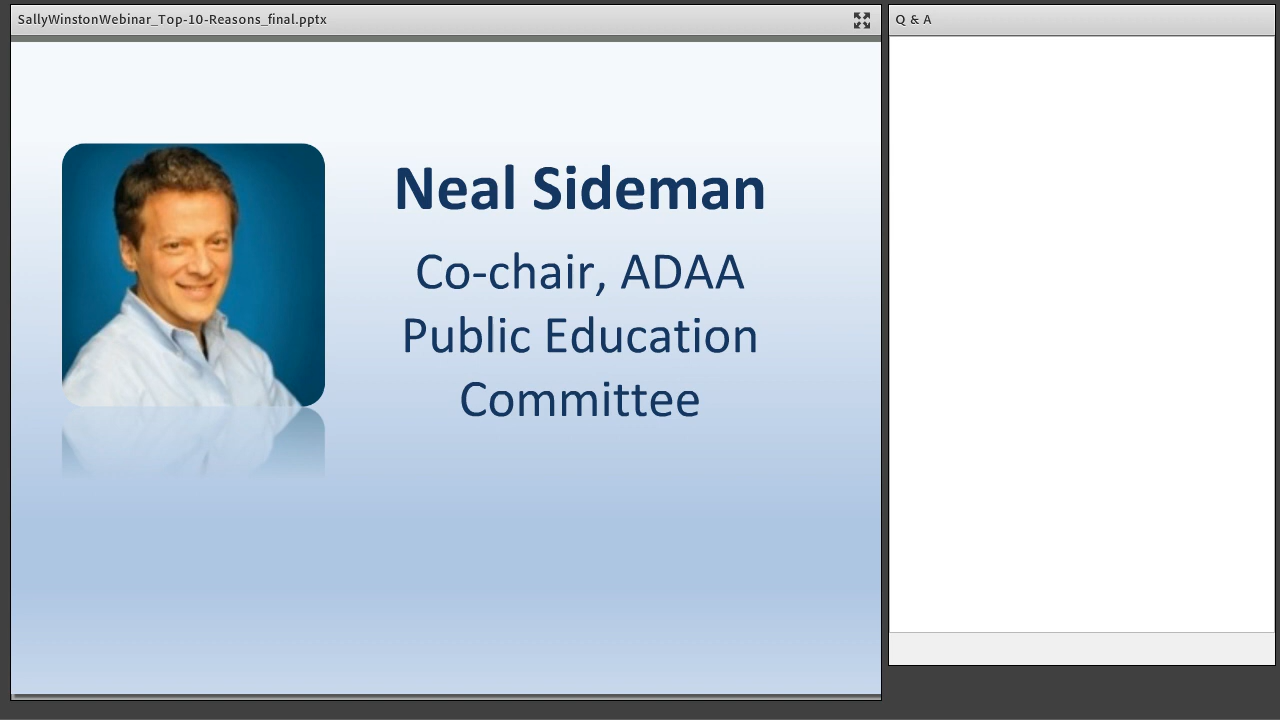 SallyWinstonWebinar_Top-10-Reasons_final.pptx
Q & A
Neal Sideman
Co-chair, ADAA
Public Education
Committee